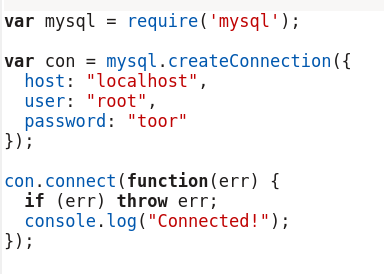 var mysql = require('mysql');

var con = mysql.createConnection({
  host: "localhost",
  user: "root",
  password: "toor"
});

con.connect(function(err) {
  if (err) throw err;
  console.log("Connected!");
});